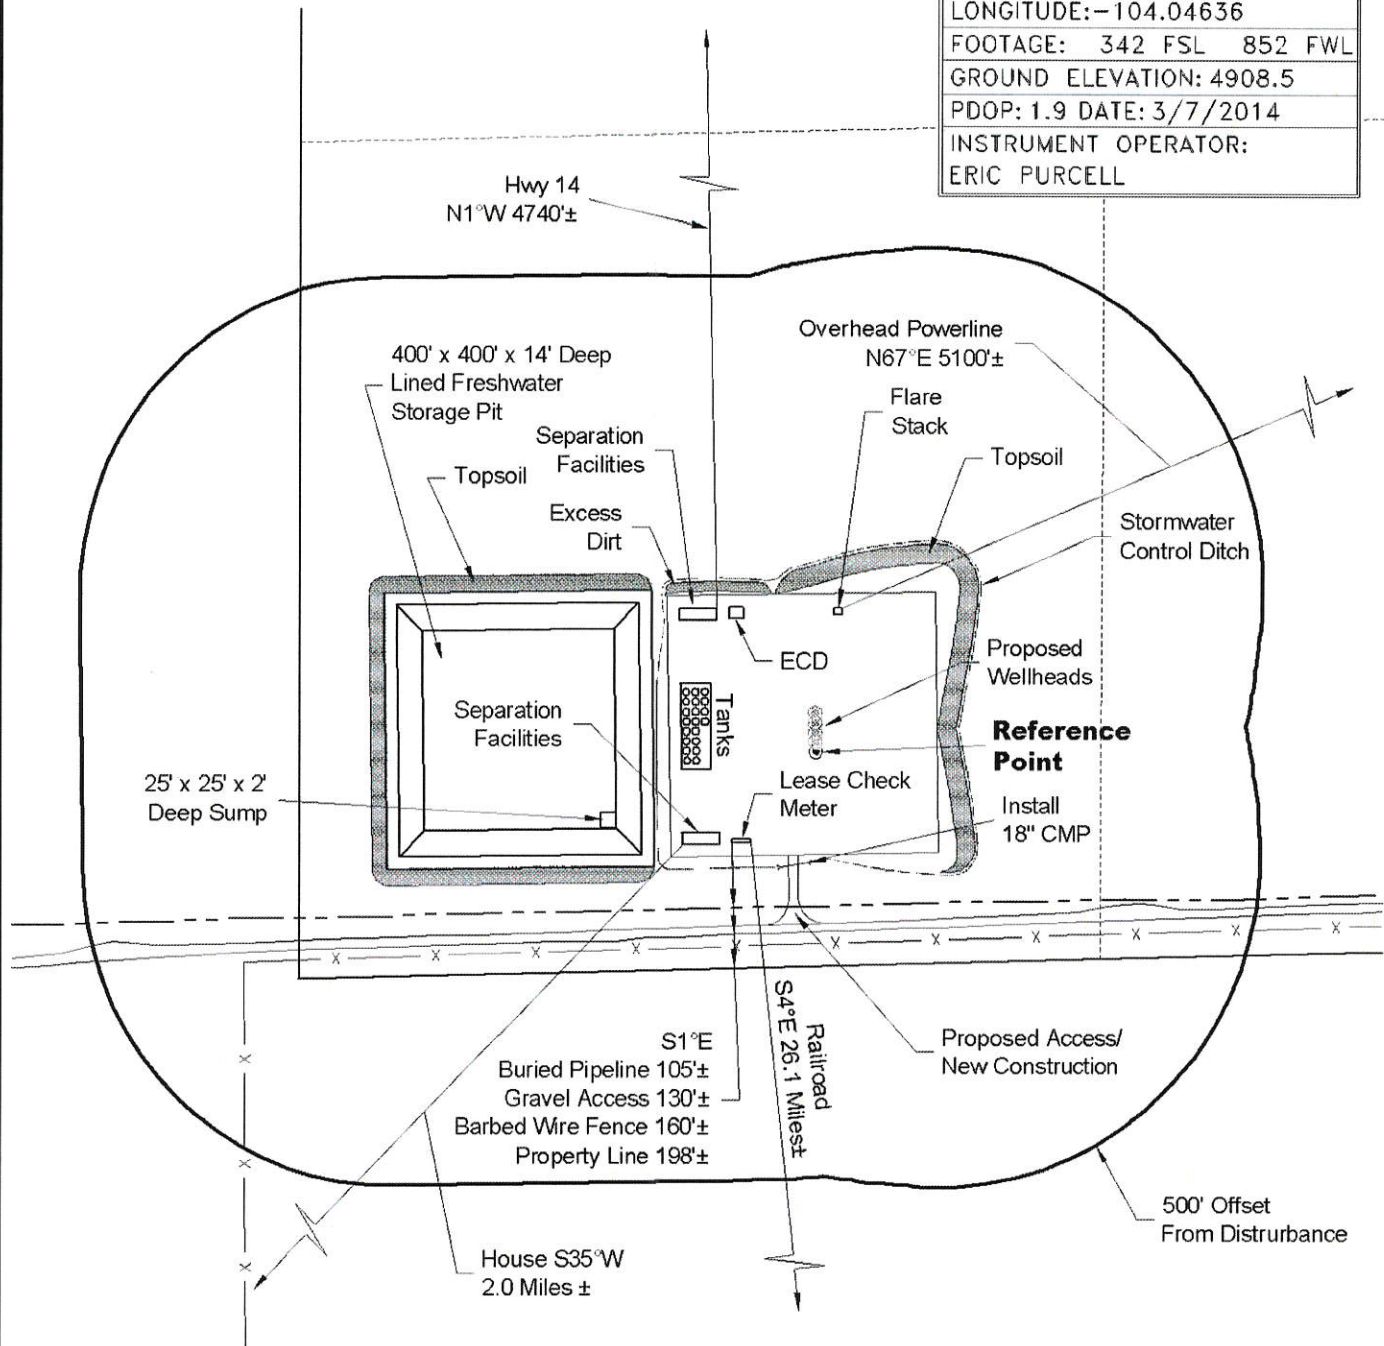 LONGITUDE:-104.04636
FOOTAGE: 342 FSL 852 FWL
GROUND ELEVATION: 4908.5
PDOP: 1.9 DATE: 3/7/2014
INSTRUMENT OPERATOR:
ERIC PURCELL
Hwy 14
N1°W 4740'±
Overhead Powerline
N67°E 5100'±
400' x 400' x 14' Deep
Lined Freshwater
Storage Pit
Flare
Stack
Separation
Facilities
Topsoil
Topsoil
Excess
Dirt
Stormwater
Control Ditch
ECD
Proposed
Wellheads
Tanks
Separation
Facilities
Reference
Point
25' x 25' x 2'
Deep Sump
Lease Check
Meter
Install
18" CMP
X X X X X X X X X X X
Railroad
S4°E 26.1 Miles±
S1°E
Buried Pipeline 105'±
Gravel Access 130'±
Barbed Wire Fence 160'±
Property Line 198'±
Proposed Access/
New Construction
X
X
X
500' Offset
From Distrurbance
House S35°W
2.0 Miles ±